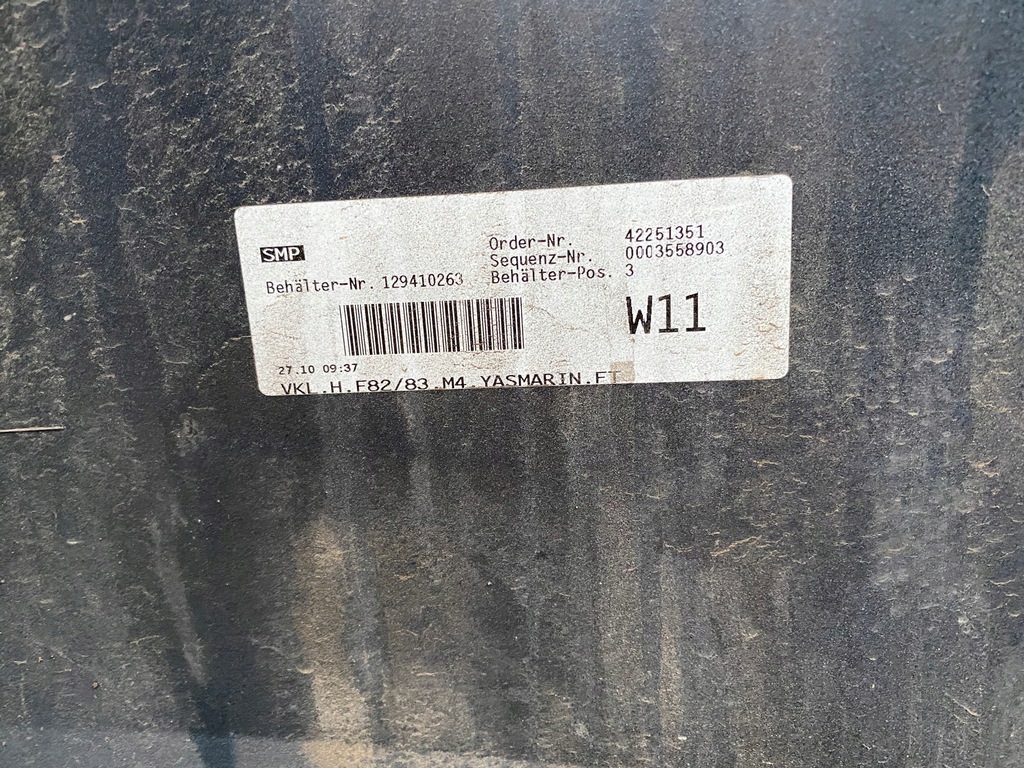 SMP
Order-Nr. 42251351
Sequenz-Nr. 0003558903
Behälter-Nr. 129410263 Behälter-Pos. 3
W11
27.10 09:37
VKL.H.F82/83.M4.YASMARIN.FT